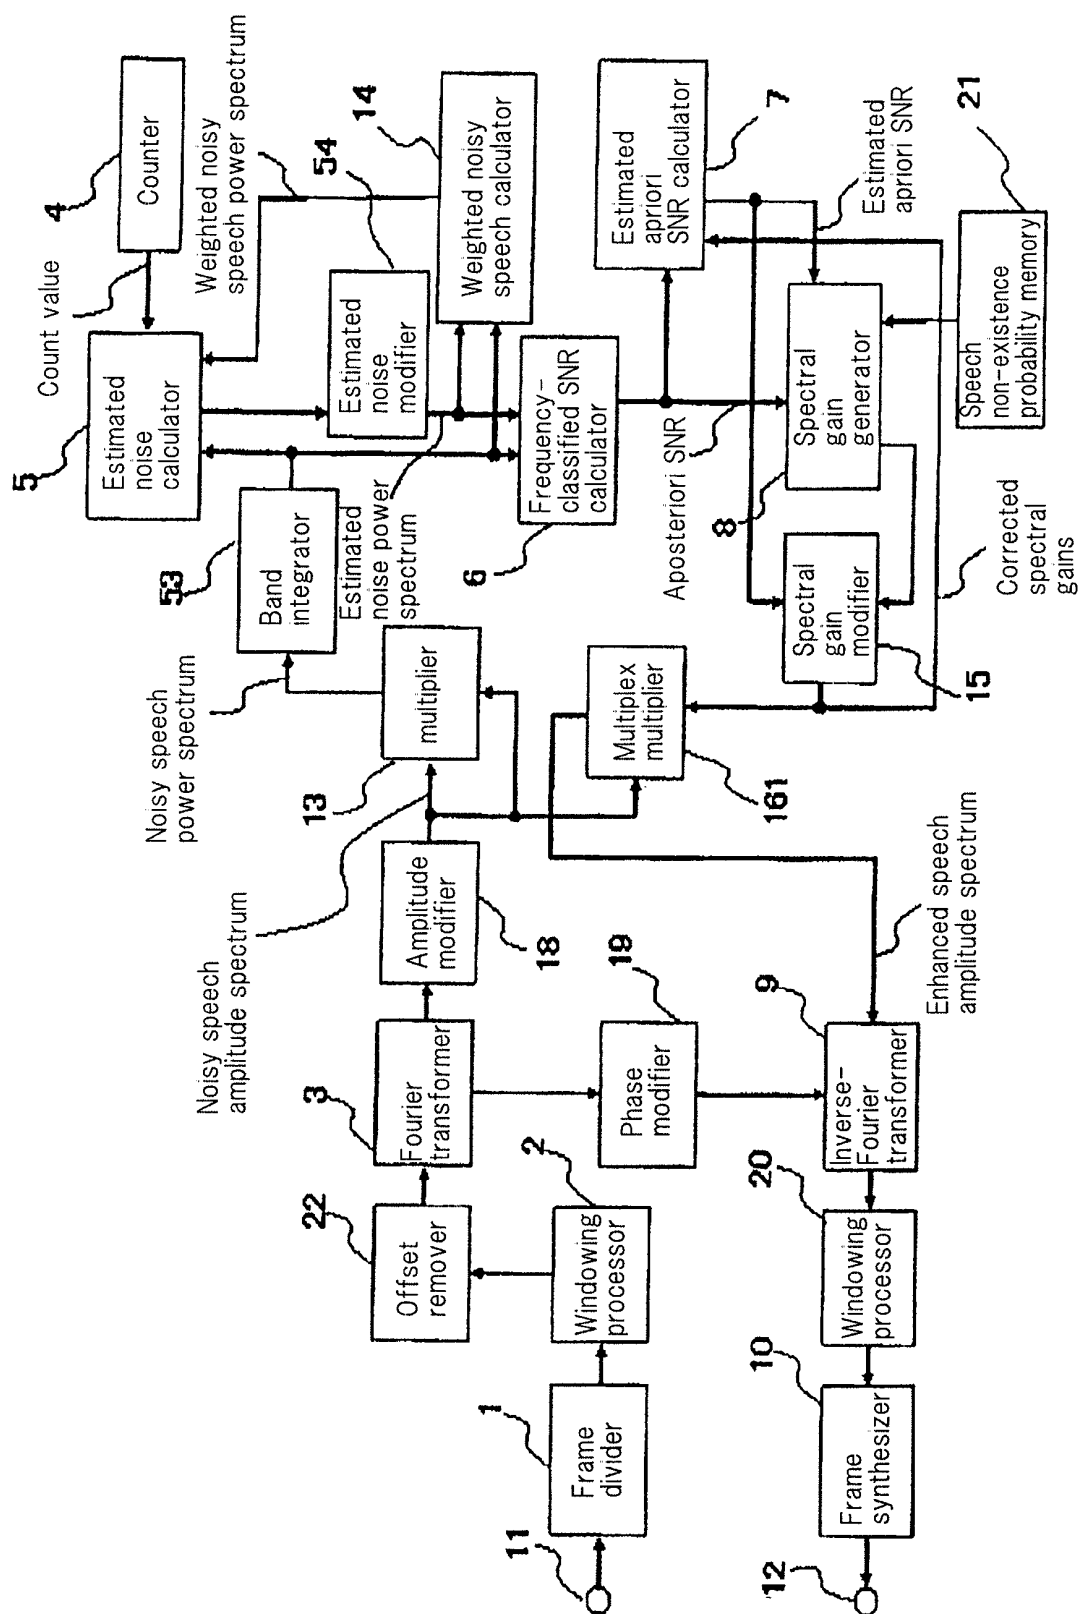 4
Counter
Count value
Weighted noisy
speech power spectrum
5
Estimated
noise
calculator
54
Estimated
noise
modifier
14
Weighted noisy
speech calculator
53
Band
integrator
Estimated
noise power
spectrum
6
Frequency-
classified SNR
calculator
7
Estimated
apriori
SNR calculator
Estimated
apriori SNR
Aposteriori SNR
8
Spectral
gain
generator
21
Speech
non-existence
probability memory
15
Spectral
gain
modifier
Corrected
spectral
gains
Noisy speech
power spectrum
13
multiplier
Multiplex
multiplier
161
Noisy speech
amplitude spectrum
Amplitude
modifier
18
3
Fourier
transformer
19
Phase
modifier
Enhanced speech
amplitude spectrum
9
Inverse-
Fourier
transformer
22
Offset
remover
2
Windowing
processor
20
Windowing
processor
1
Frame
divider
11
10
Frame
synthesizer
12